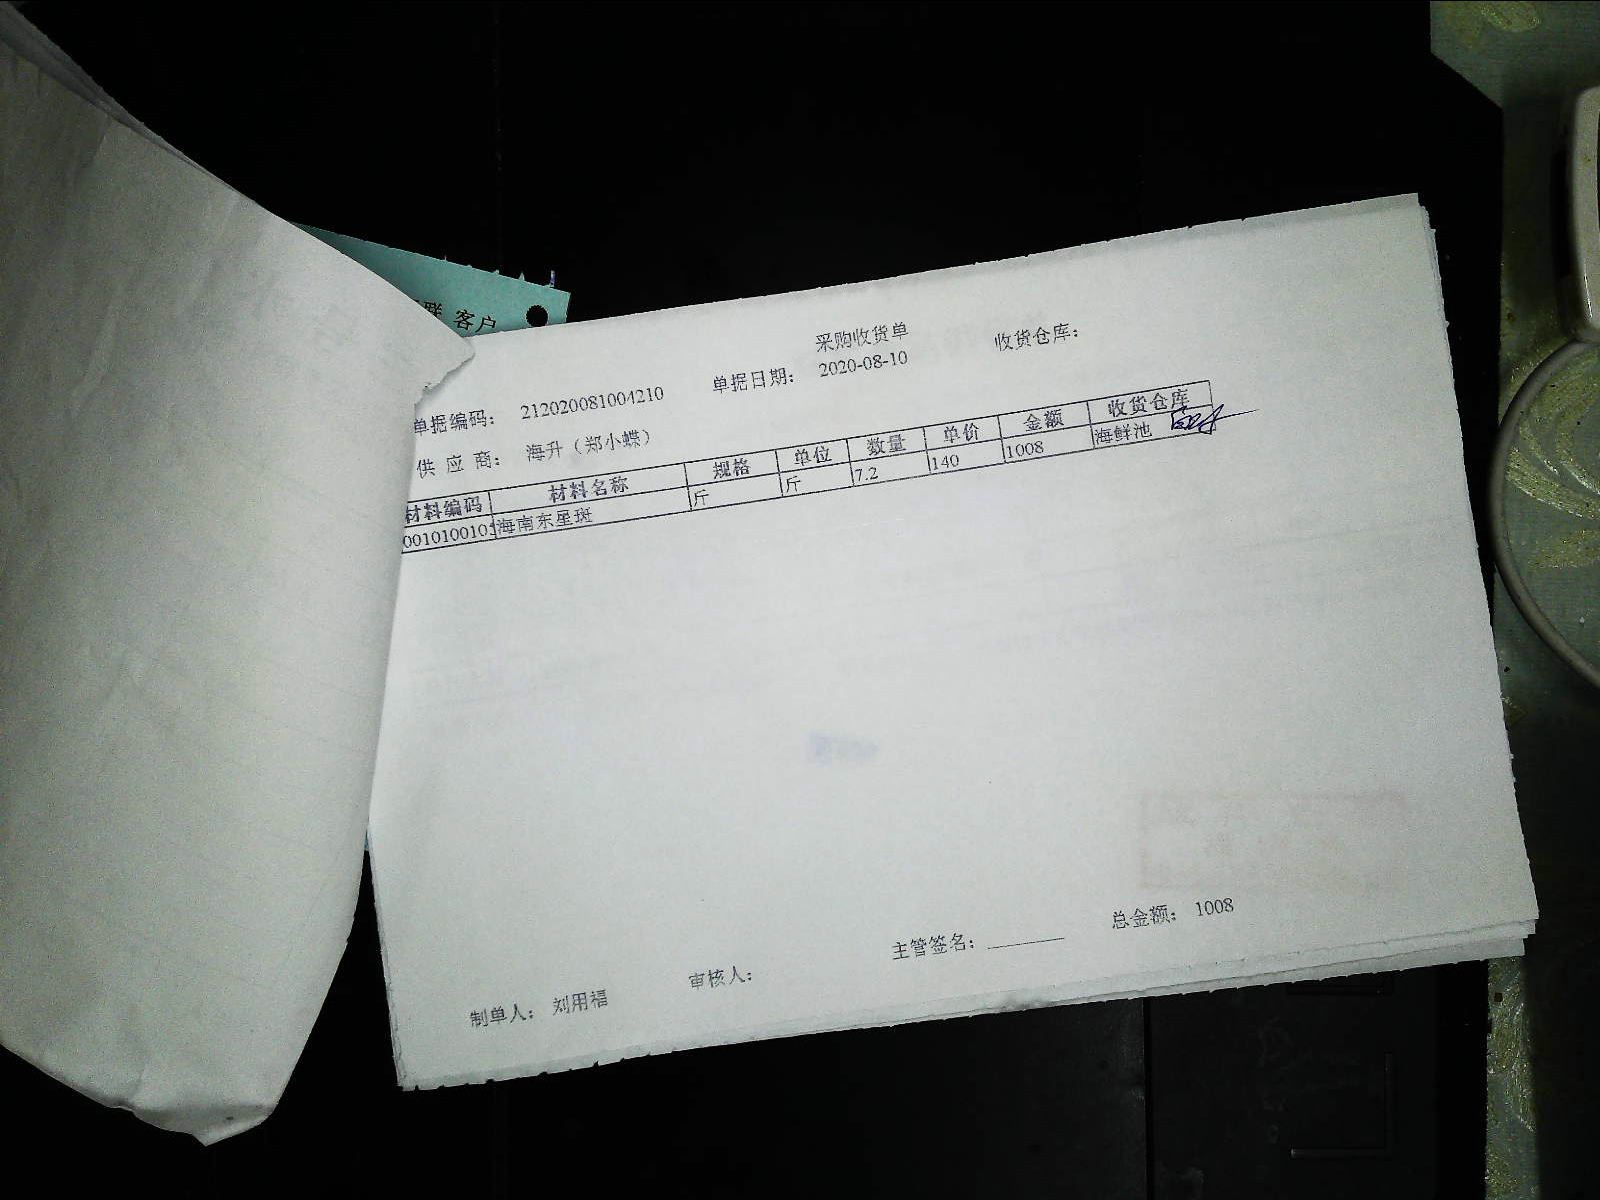 联 客户
采购收货单
单据编码： 212020081004210 单据日期： 2020-08-10 收货仓库：
供 应 商： 海升（郑小蝶）
材料编码 材料名称 规格 单位 数量 单价 金额 收货仓库
海南东星斑 斤 斤 7.2 140 1008 海鲜池
总金额： 1008
制单人： 刘用福 审核人： 主管签名：